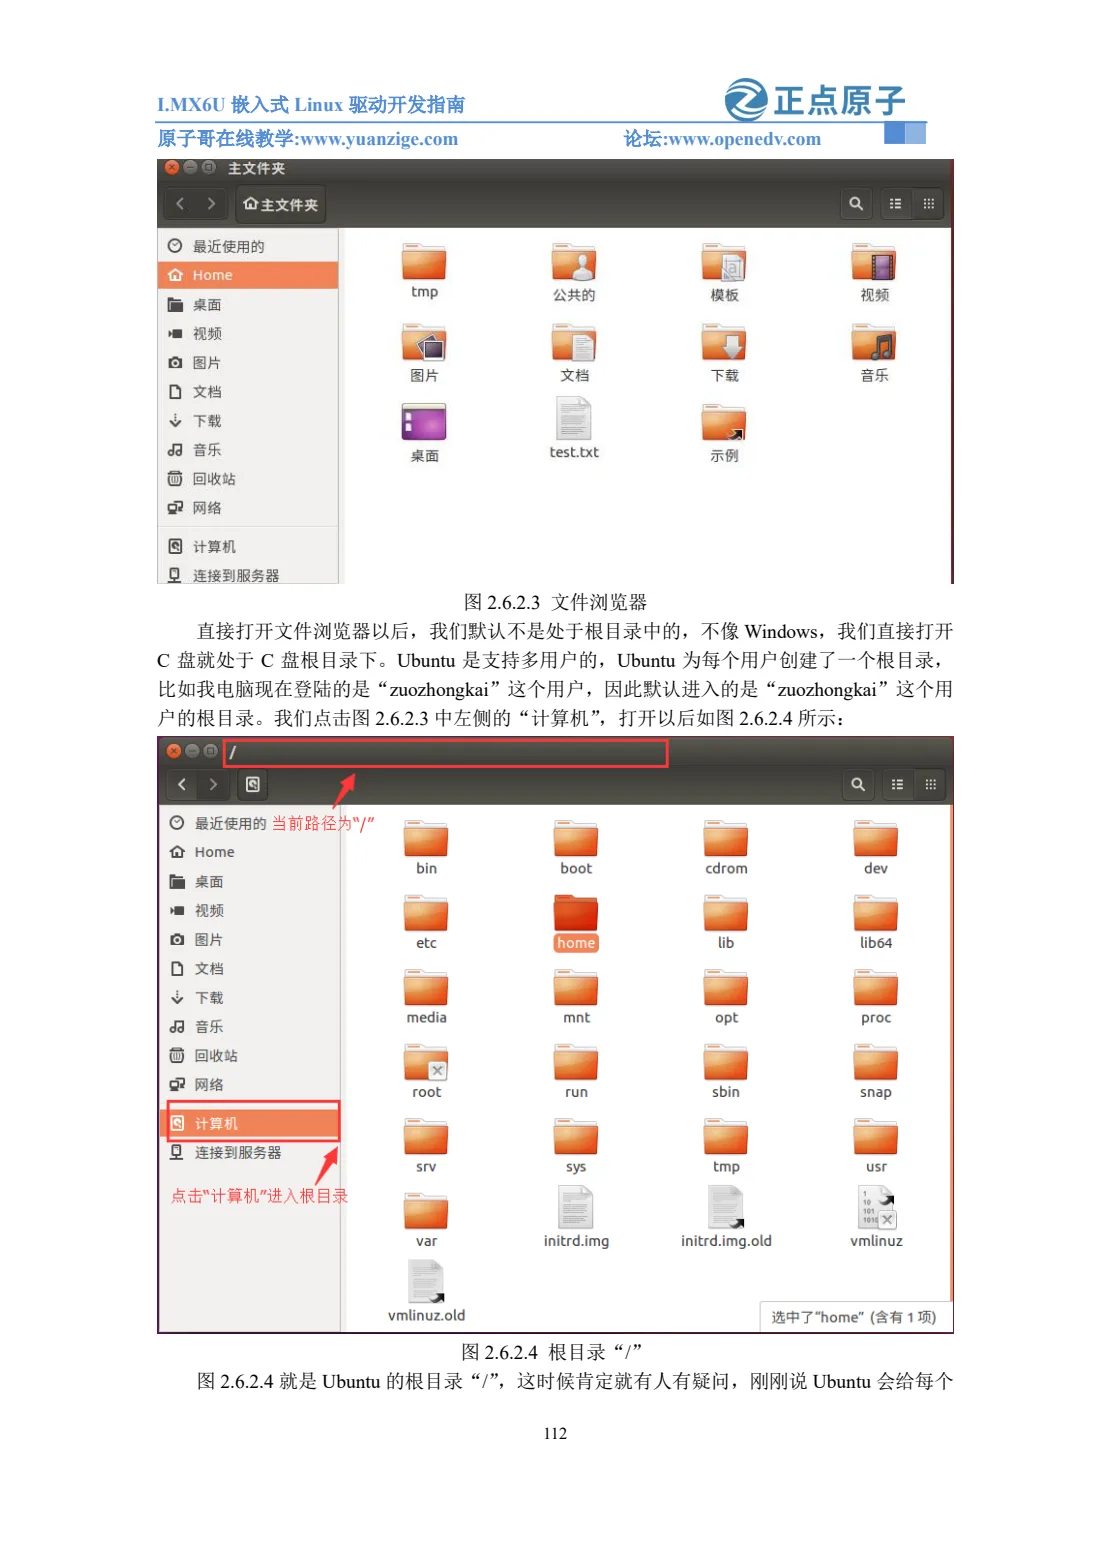 I.MX6U 嵌入式 Linux 驱动开发指南
正点原子
原子哥在线教学:www.yuanzige.com 论坛:www.openedv.com
主文件夹
主文件夹
最近使用的
Home
桌面
视频
图片
文档
下载
音乐
回收站
网络
计算机
连接到服务器
tmp 公共的 模板 视频
图片 文档 下载 音乐
桌面 test.txt 示例
图 2.6.2.3 文件浏览器
直接打开文件浏览器以后，我们默认不是处于根目录中的，不像 Windows，我们直接打开
C 盘就处于 C 盘根目录下。Ubuntu 是支持多用户的，Ubuntu 为每个用户创建了一个根目录，
比如我电脑现在登陆的是“zuozhongkai”这个用户，因此默认进入的是“zuozhongkai”这个用
户的根目录。我们点击图 2.6.2.3 中左侧的“计算机”，打开以后如图 2.6.2.4 所示：
/
当前路径为“/”
最近使用的
Home
桌面
视频
图片
文档
下载
音乐
回收站
网络
计算机
连接到服务器
点击“计算机”进入根目录
bin boot cdrom dev
etc home lib lib64
media mnt opt proc
root run sbin snap
srv sys tmp usr
var initrd.img initrd.img.old vmlinuz
vmlinuz.old
选中了“home” (含有 1 项)
图 2.6.2.4 根目录“/”
图 2.6.2.4 就是 Ubuntu 的根目录“/”，这时候肯定就有人有疑问，刚刚说 Ubuntu 会给每个
112